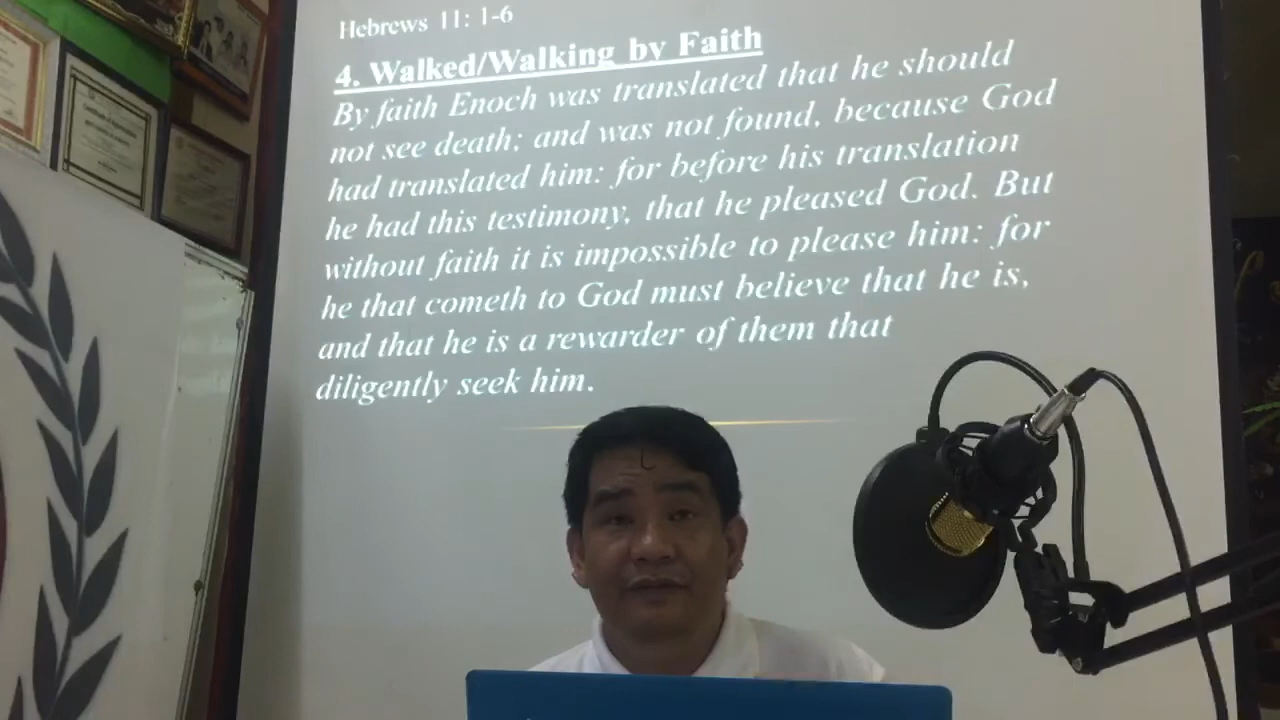 Hebrews 11: 1-6
4. Walked/Walking by Faith
By faith Enoch was translated that he should
not see death; and was not found, because God
had translated him: for before his translation
he had this testimony, that he pleased God. But
without faith it is impossible to please him: for
he that cometh to God must believe that he is,
and that he is a rewarder of them that
diligently seek him.